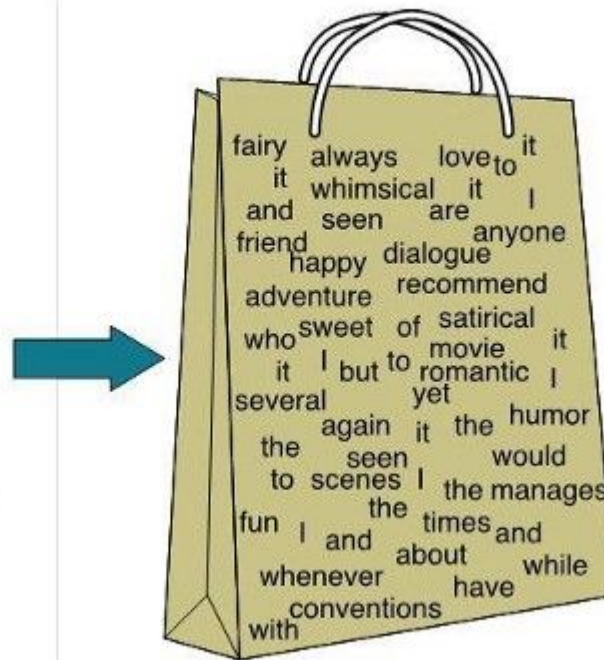 fairy always love to it
it whimsical it I
and seen are anyone
friend happy dialogue
adventure recommend
who sweet of satirical it
it I but to movie romantic I
several yet
again it the humor
the seen would
to scenes I the manages
fun I and the times and
about while
whenever have
conventions
with